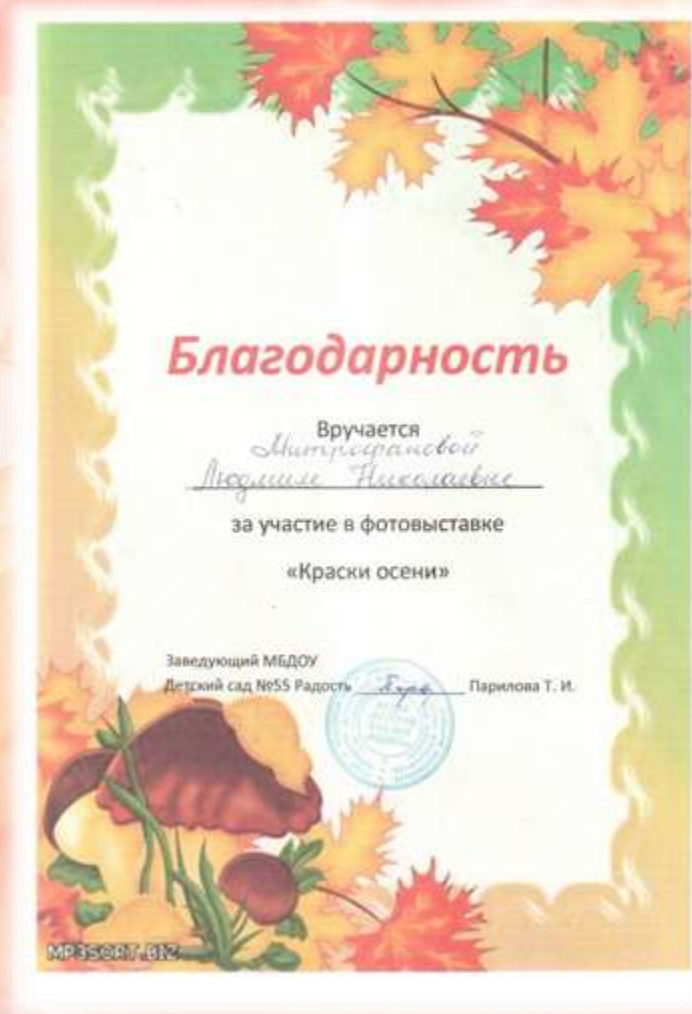 Благодарность
Вручается
Митрофановой
Людмиле Николаевне
за участие в фотовыставке
«Краски осени»
Заведующий МБДОУ
Детский сад №55 Радость Парилова Т. И.
MP3SORT.BIZ